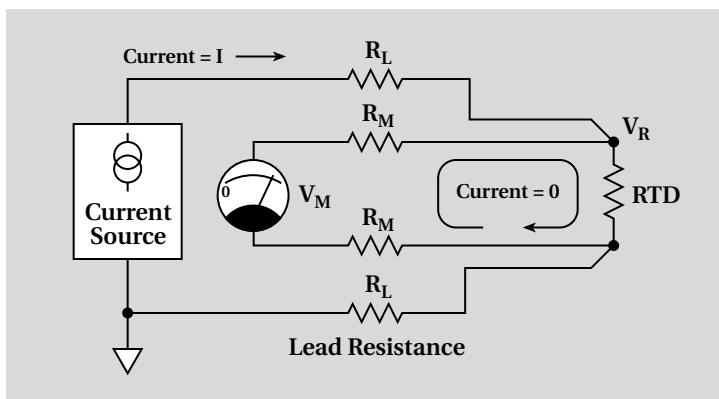 Current = I
R_L
R_M
V_R
0
V_M
Current = 0
RTD
Current
Source
R_M
R_L
Lead Resistance